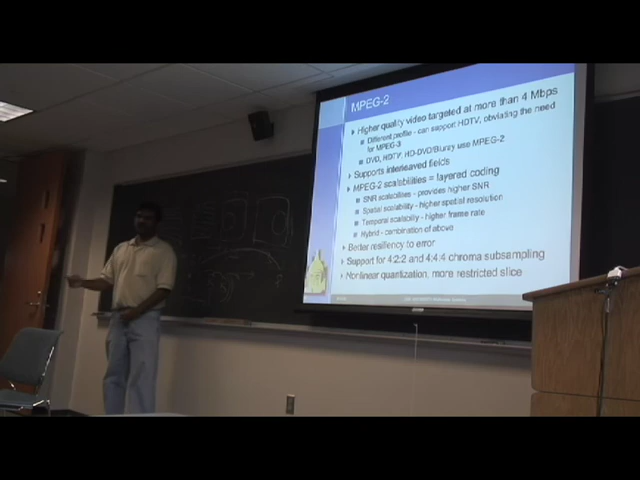 MPEG-2
Higher quality video targeted at more than 4 Mbps
Different profile - can support HDTV, obviating the need
for MPEG-3
DVD, HDTV, HD-DVD/Bluray use MPEG-2
Supports interleaved fields
MPEG-2 scalabilities = layered coding
SNR scalabilities - provides higher SNR
Spatial scalability - higher spatial resolution
Temporal scalability - higher frame rate
Hybrid - combination of above
Better resiliency to error
Support for 4:2:2 and 4:4:4 chroma subsampling
Nonlinear quantization, more restricted slice